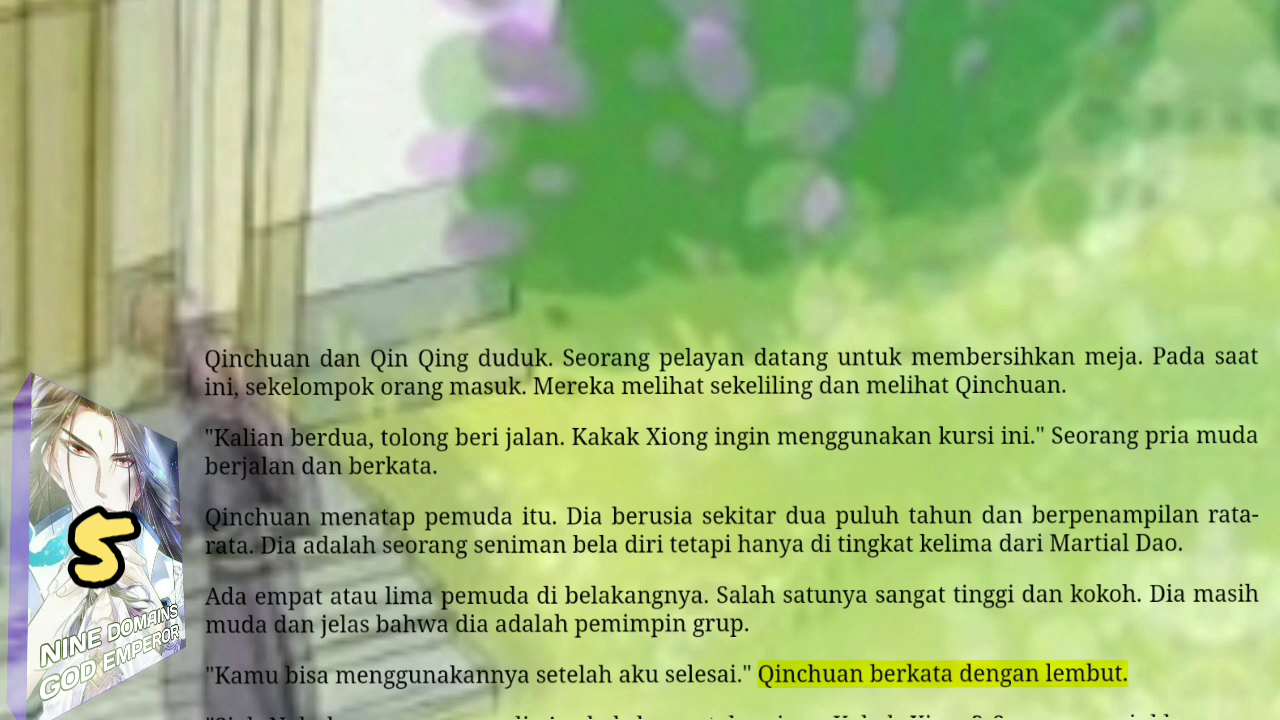 Qinchuan dan Qin Qing duduk. Seorang pelayan datang untuk membersihkan meja. Pada saat
ini, sekelompok orang masuk. Mereka melihat sekeliling dan melihat Qinchuan.
"Kalian berdua, tolong beri jalan. Kakak Xiong ingin menggunakan kursi ini." Seorang pria muda
berjalan dan berkata.
Qinchuan menatap pemuda itu. Dia berusia sekitar dua puluh tahun dan berpenampilan rata-
rata. Dia adalah seorang seniman bela diri tetapi hanya di tingkat kelima dari Martial Dao.
Ada empat atau lima pemuda di belakangnya. Salah satunya sangat tinggi dan kokoh. Dia masih
muda dan jelas bahwa dia adalah pemimpin grup.
"Kamu bisa menggunakannya setelah aku selesai." Qinchuan berkata dengan lembut.
5
NINE DOMAINS
GOD EMPEROR